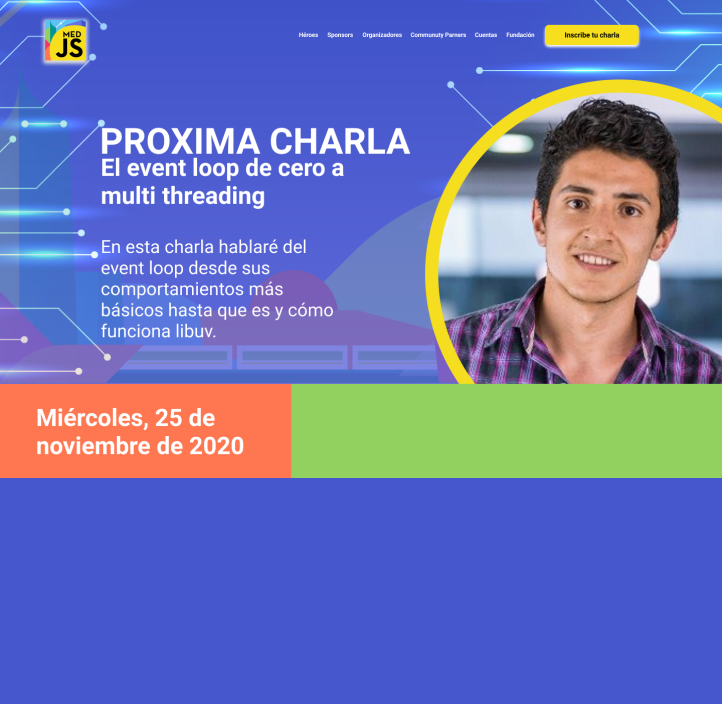 MED
JS
Héroes Sponsors Organizadores Communuty Parners Cuentas Fundación Inscribe tu charla
PROXIMA CHARLA
El event loop de cero a
multi threading
En esta charla hablaré del
event loop desde sus
comportamientos más
básicos hasta que es y cómo
funciona libuv.
Miércoles, 25 de
noviembre de 2020